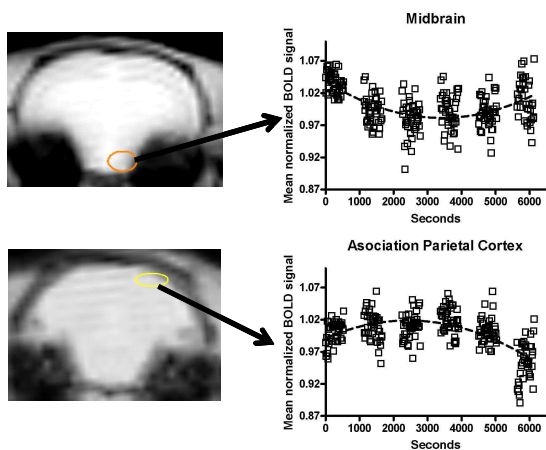 Midbrain
Mean normalized BOLD signal
1.07
1.02
0.97
0.92
0.87
0 1000 2000 3000 4000 5000 6000
Seconds
Asociation Parietal Cortex
Mean normalized BOLD signal
1.07
1.02
0.97
0.92
0.87
0 1000 2000 3000 4000 5000 6000
Seconds